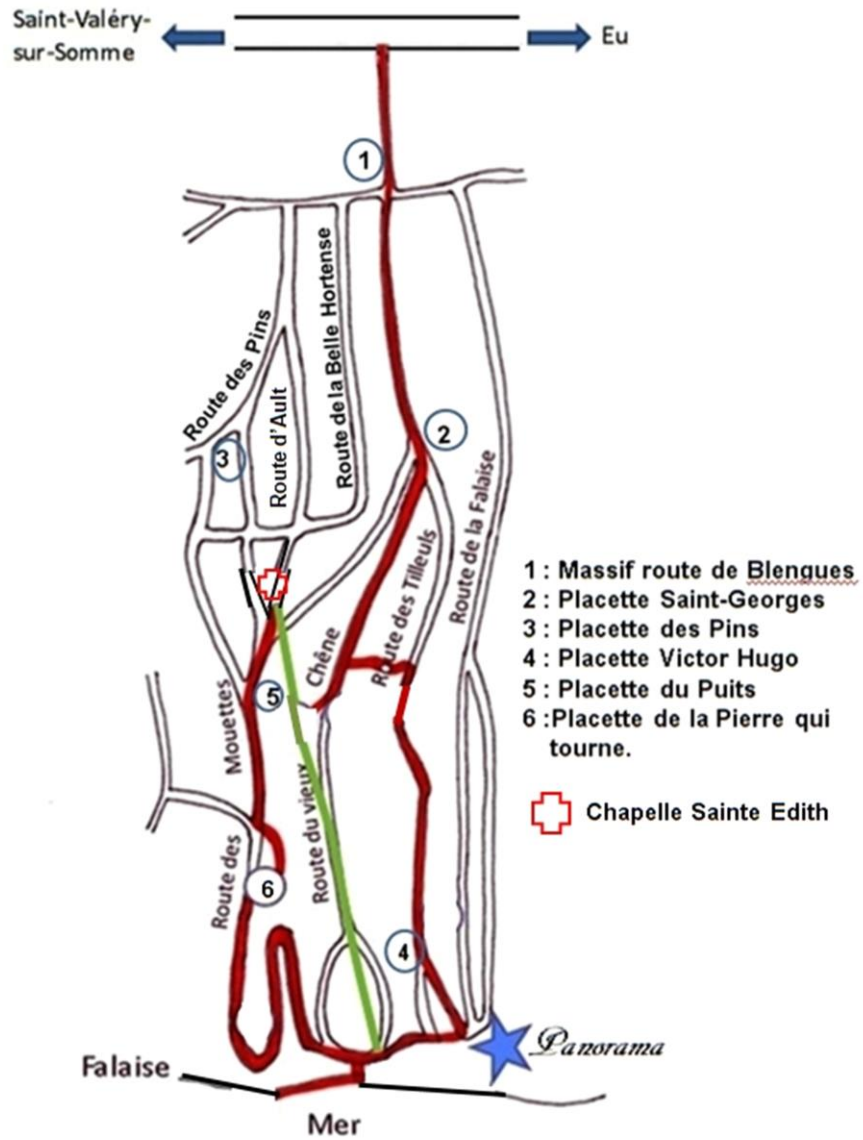 Saint-Valéry-
sur-Somme
Eu
1
Route des Pins
Route d'Ault
Route de la Belle Hortense
2
3
Route de la Falaise
Route des Tilleuls
Chêne
5
Mouettes
Route du vieux
Route des
6
4
1 : Massif route de Blengues
2 : Placette Saint-Georges
3 : Placette des Pins
4 : Placette Victor Hugo
5 : Placette du Puits
6 :Placette de la Pierre qui
tourne.
Chapelle Sainte Edith
Panorama
Falaise
Mer